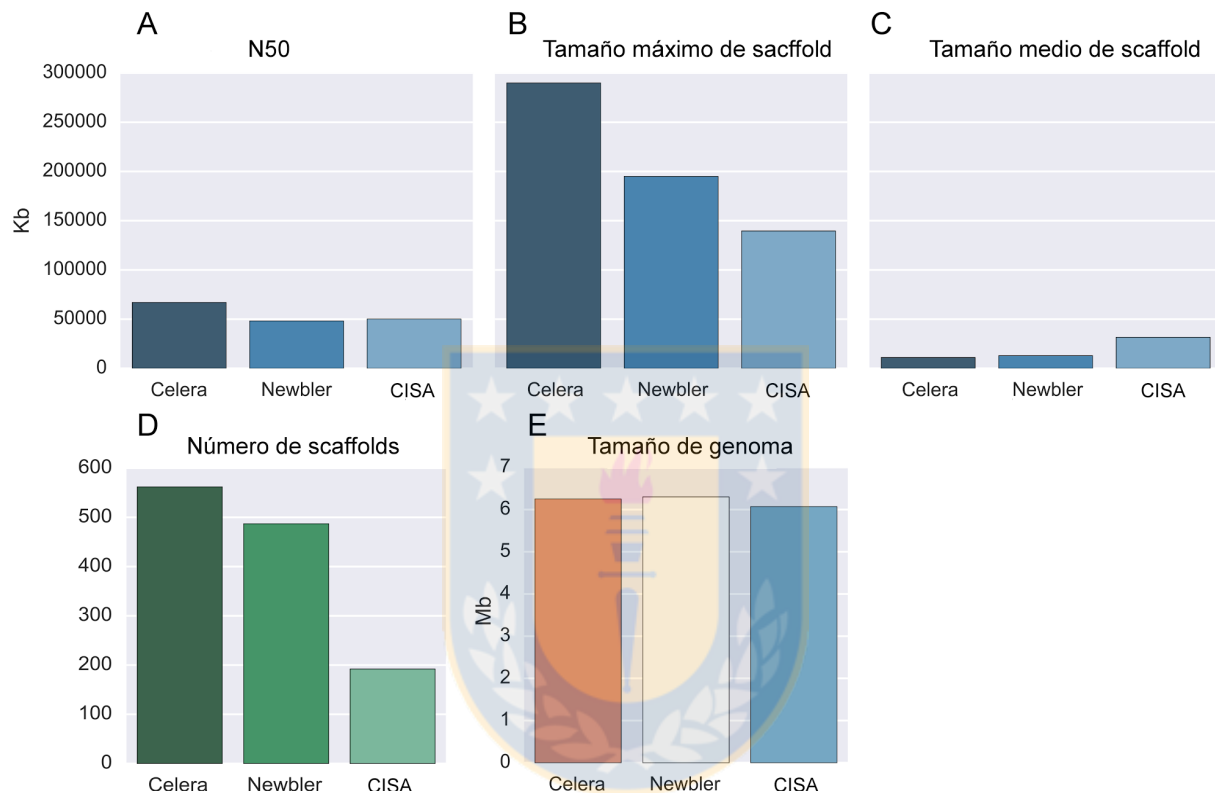 A
N50
B
Tamaño máximo de sacffold
C
Tamaño medio de scaffold
Kb
300000
250000
200000
150000
100000
50000
0
Celera Newbler CISA
Celera Newbler CISA
Celera Newbler CISA
D
Número de scaffolds
600
500
400
300
200
100
0
Celera Newbler CISA
E
Tamaño de genoma
Mb
7
6
5
4
3
2
1
0
Celera Newbler CISA